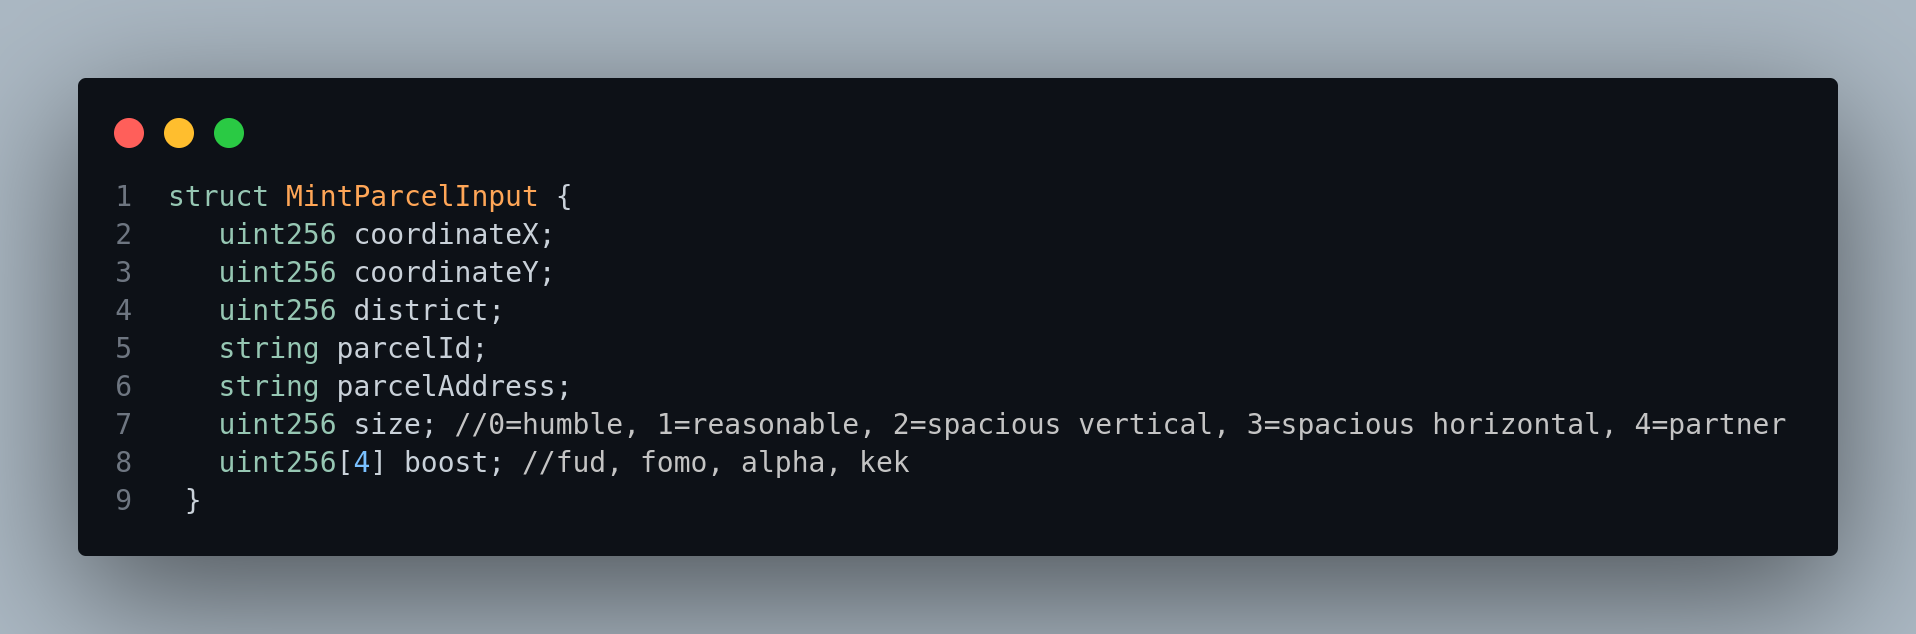 1 struct MintParcelInput {
2 uint256 coordinateX;
3 uint256 coordinateY;
4 uint256 district;
5 string parcelId;
6 string parcelAddress;
7 uint256 size; //0=humble, 1=reasonable, 2=spacious vertical, 3=spacious horizontal, 4=partner
8 uint256[4] boost; //fud, fomo, alpha, kek
9 }